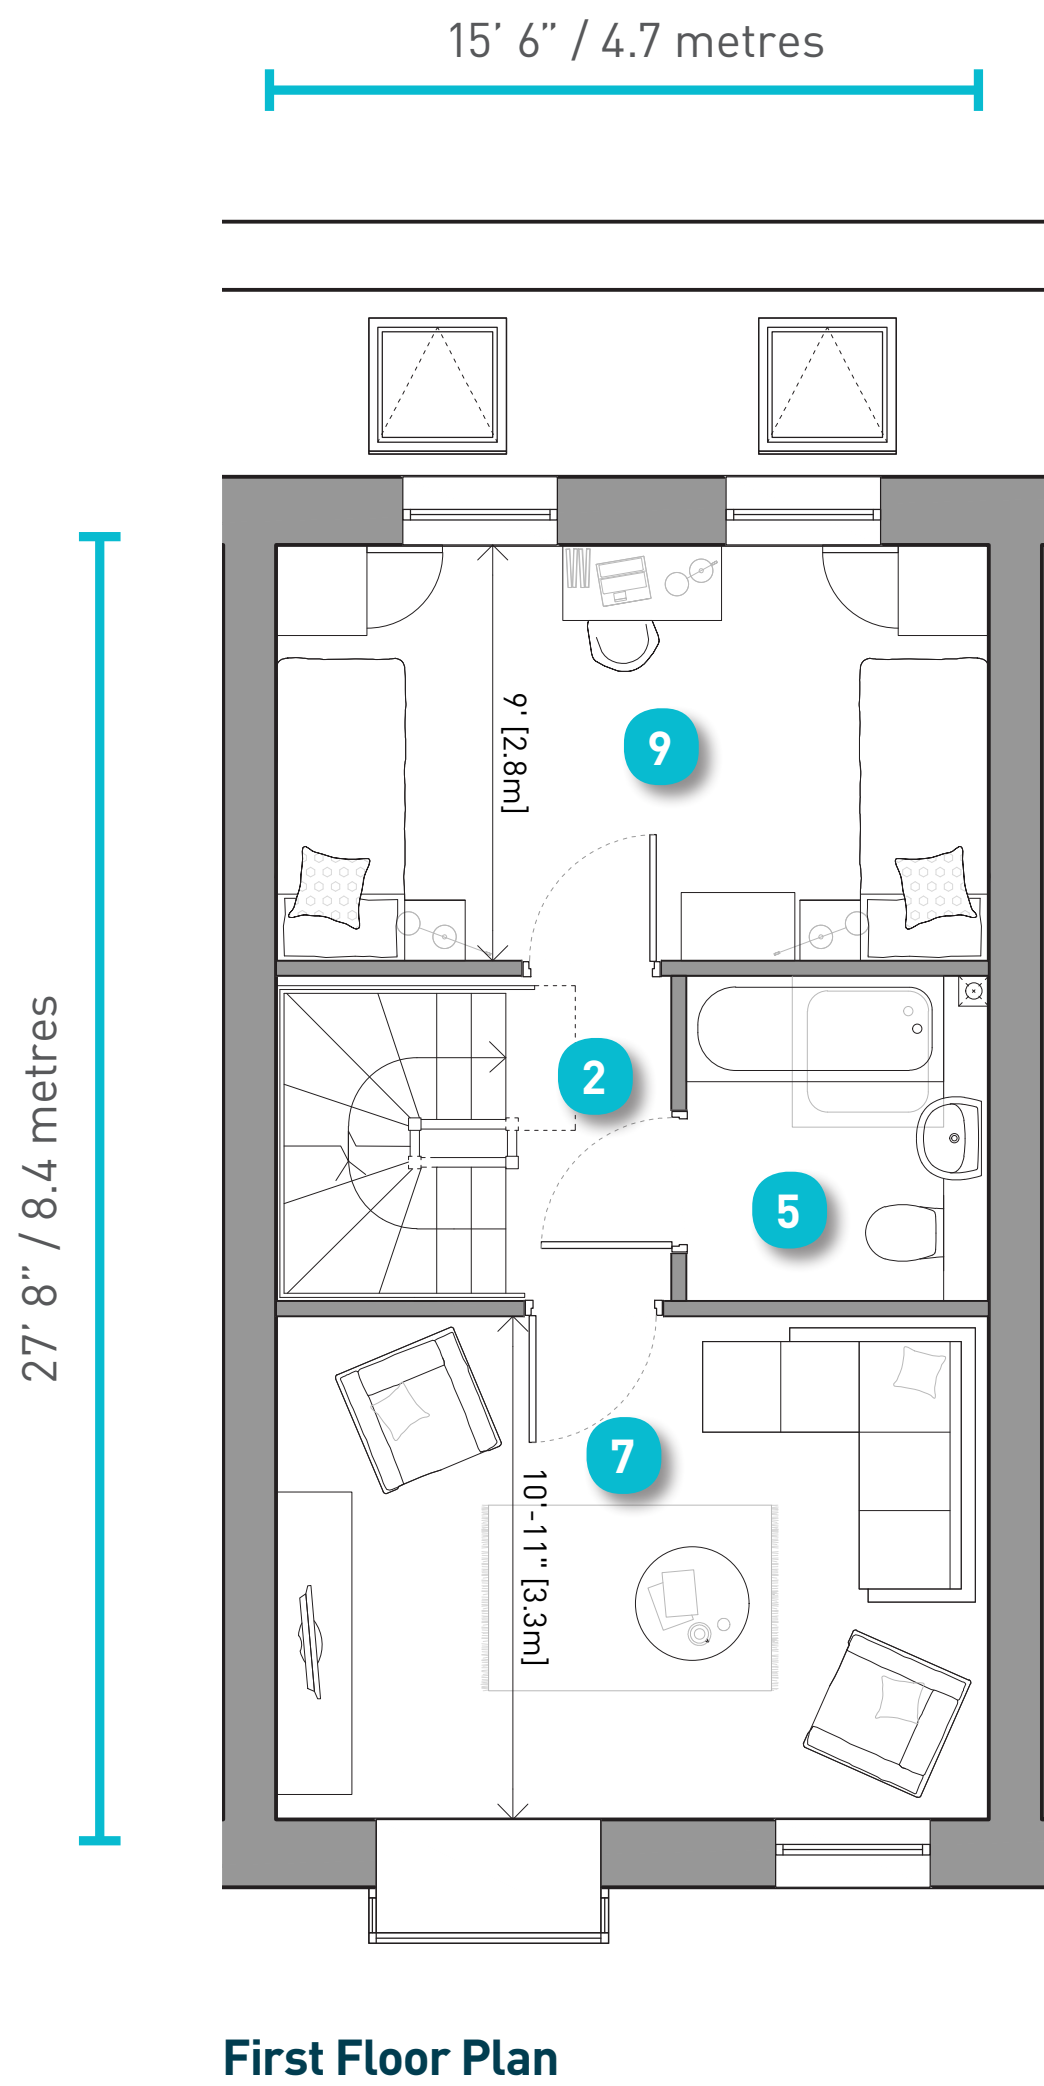 15’ 6” / 4.7 metres
9' [2.8m]
9
27’ 8” / 8.4 metres
2
5
7
10'-11" [3.3m]
First Floor Plan